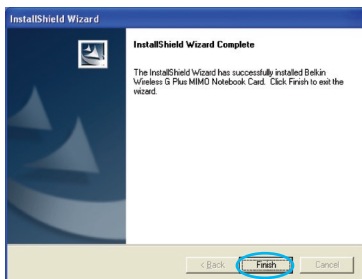 InstallShield Wizard
InstallShield Wizard Complete
The InstallShield Wizard has successfully installed Belkin
Wireless G Plus MIMO Notebook Card. Click Finish to exit the
wizard.
< Back
Finish
Cancel